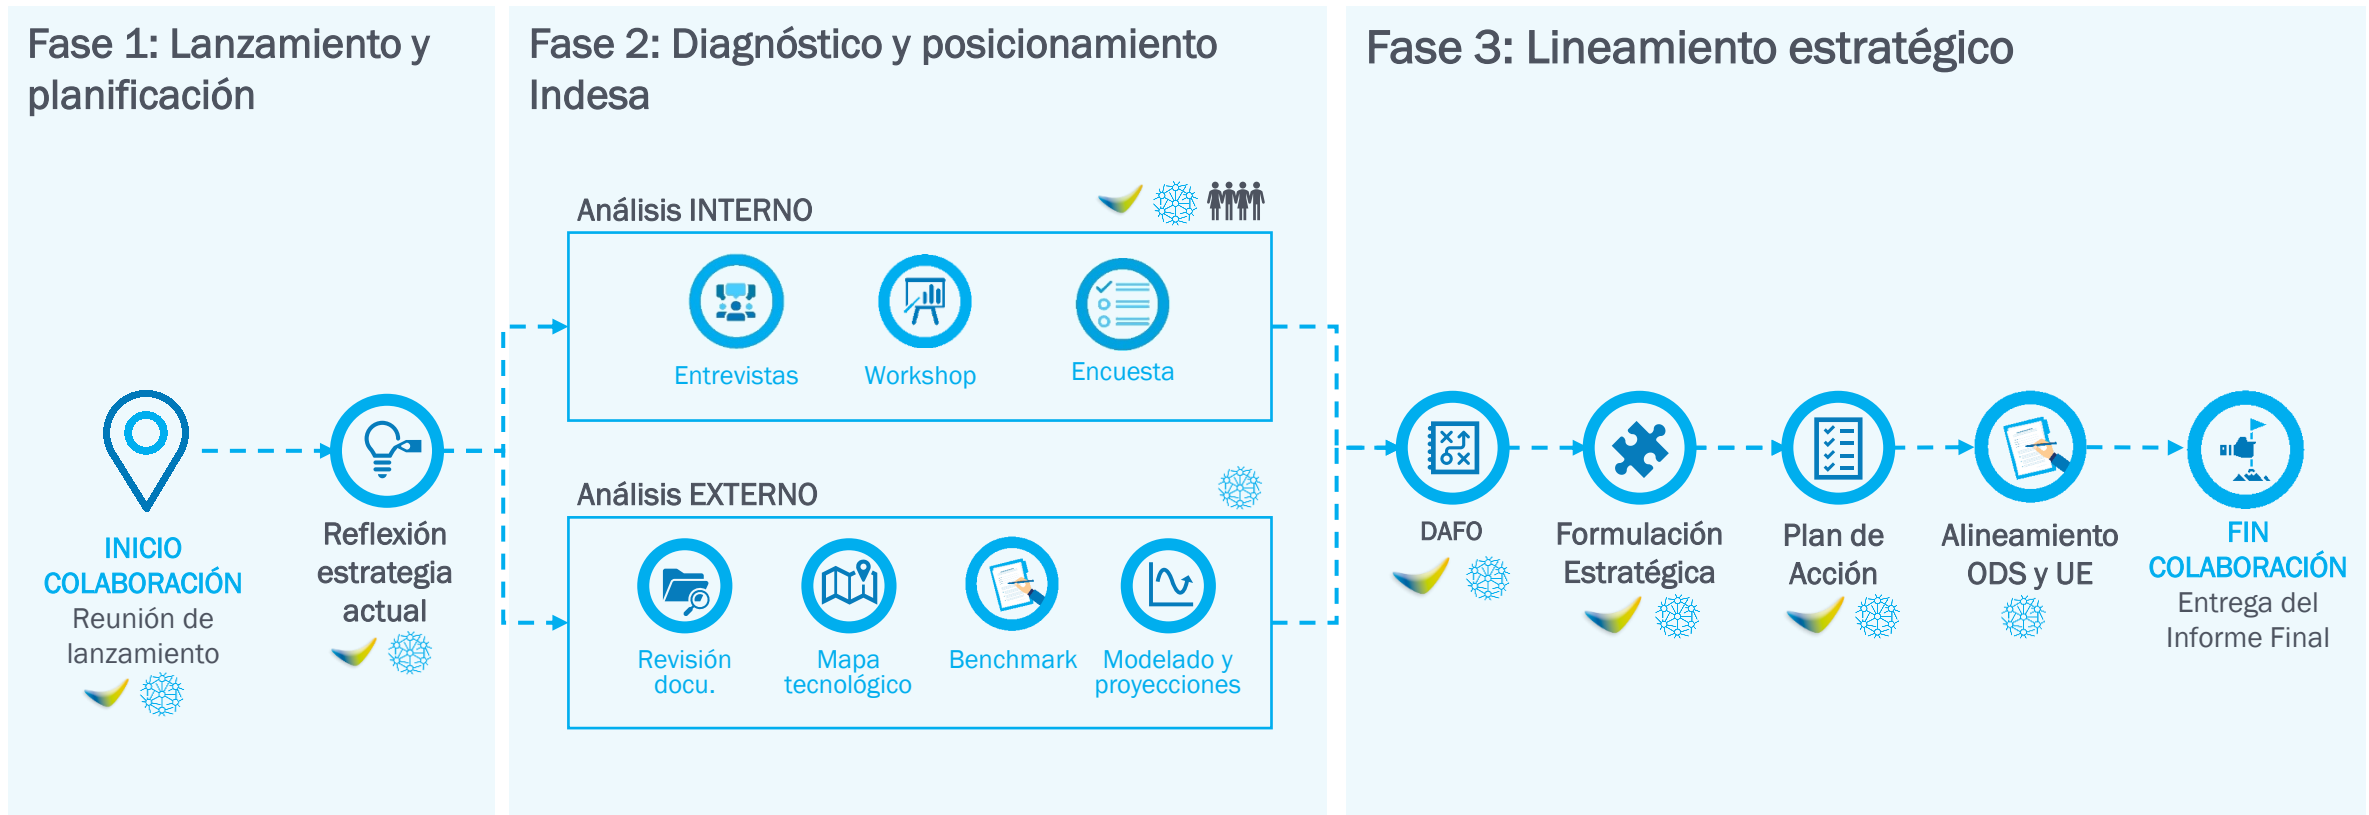 Fase 1: Lanzamiento y
planificación
INICIO
COLABORACIÓN
Reunión de
lanzamiento
Reflexión
estrategia
actual
Fase 2: Diagnóstico y posicionamiento
Indesa
Análisis INTERNO
Entrevistas
Workshop
Encuesta
Análisis EXTERNO
Revisión
docu.
Mapa
tecnológico
Benchmark
Modelado y
proyecciones
Fase 3: Lineamiento estratégico
DAFO
Formulación
Estratégica
Plan de
Acción
Alineamiento
ODS y UE
FIN
COLABORACIÓN
Entrega del
Informe Final